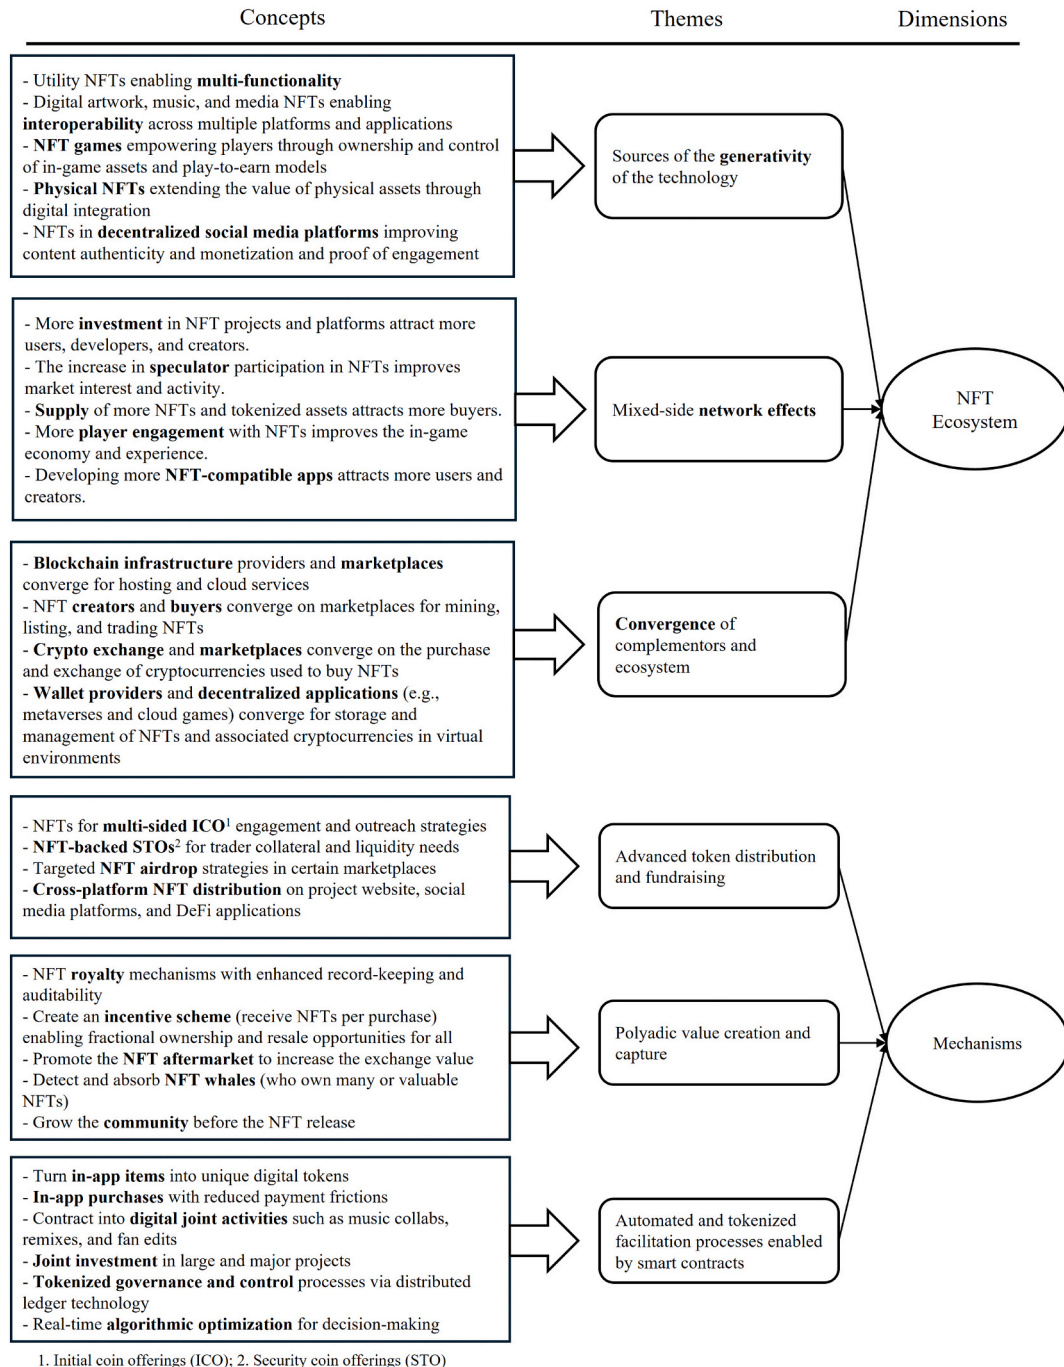 Concepts
Themes
Dimensions
- Utility NFTs enabling multi-functionality
- Digital artwork, music, and media NFTs enabling
interoperability across multiple platforms and applications
- NFT games empowering players through ownership and control
of in-game assets and play-to-earn models
- Physical NFTs extending the value of physical assets through
digital integration
- NFTs in decentralized social media platforms improving
content authenticity and monetization and proof of engagement
Sources of the generativity
of the technology
- More investment in NFT projects and platforms attract more
users, developers, and creators.
- The increase in speculator participation in NFTs improves
market interest and activity.
- Supply of more NFTs and tokenized assets attracts more buyers.
- More player engagement with NFTs improves the in-game
economy and experience.
- Developing more NFT-compatible apps attracts more users and
creators.
Mixed-side network effects
NFT
Ecosystem
- Blockchain infrastructure providers and marketplaces
converge for hosting and cloud services
- NFT creators and buyers converge on marketplaces for mining,
listing, and trading NFTs
- Crypto exchange and marketplaces converge on the purchase
and exchange of cryptocurrencies used to buy NFTs
- Wallet providers and decentralized applications (e.g.,
metaverses and cloud games) converge for storage and
management of NFTs and associated cryptocurrencies in virtual
environments
Convergence of
complementors and
ecosystem
- NFTs for multi-sided ICO1 engagement and outreach strategies
- NFT-backed STOs2 for trader collateral and liquidity needs
- Targeted NFT airdrop strategies in certain marketplaces
- Cross-platform NFT distribution on project website, social
media platforms, and DeFi applications
Advanced token distribution
and fundraising
- NFT royalty mechanisms with enhanced record-keeping and
auditability
- Create an incentive scheme (receive NFTs per purchase)
enabling fractional ownership and resale opportunities for all
- Promote the NFT aftermarket to increase the exchange value
- Detect and absorb NFT whales (who own many or valuable
NFTs)
- Grow the community before the NFT release
Polyadic value creation and
capture
Mechanisms
- Turn in-app items into unique digital tokens
- In-app purchases with reduced payment frictions
- Contract into digital joint activities such as music collabs,
remixes, and fan edits
- Joint investment in large and major projects
- Tokenized governance and control processes via distributed
ledger technology
- Real-time algorithmic optimization for decision-making
Automated and tokenized
facilitation processes enabled
by smart contracts
1. Initial coin offerings (ICO); 2. Security coin offerings (STO)